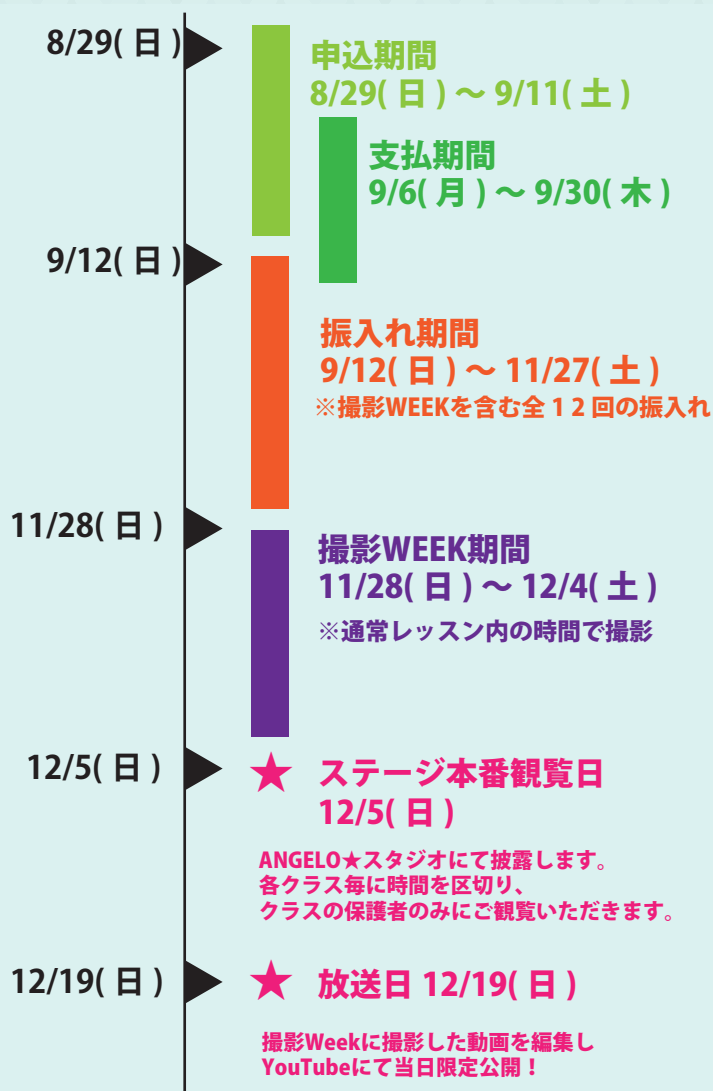 8/29( 日 )
申込期間
8/29( 日 ) ～ 9/11( 土 )
支払期間
9/6( 月 ) ～ 9/30( 木 )
9/12( 日 )
振入れ期間
9/12( 日 ) ～ 11/27( 土 )
※撮影WEEKを含む全 1 2 回の振入れ
11/28( 日 )
撮影WEEK期間
11/28( 日 ) ～ 12/4( 土 )
※通常レッスン内の時間で撮影
12/5( 日 )
★ ステージ本番観覧日
12/5( 日 )
ANGELO★スタジオにて披露します。
各クラス毎に時間を区切り、
クラスの保護者のみにご観覧いただきます。
12/19( 日 )
★ 放送日 12/19( 日 )
撮影Weekに撮影した動画を編集し
YouTubeにて当日限定公開！